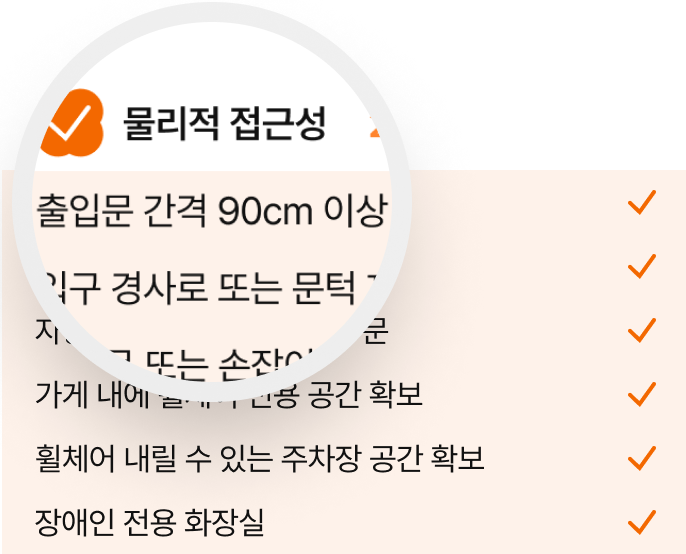 물리적 접근성
출입문 간격 90cm 이상
입구 경사로 또는 문턱
또는
가게 내에 전용 공간 확보
휠체어 내릴 수 있는 주차장 공간 확보
장애인 전용 화장실